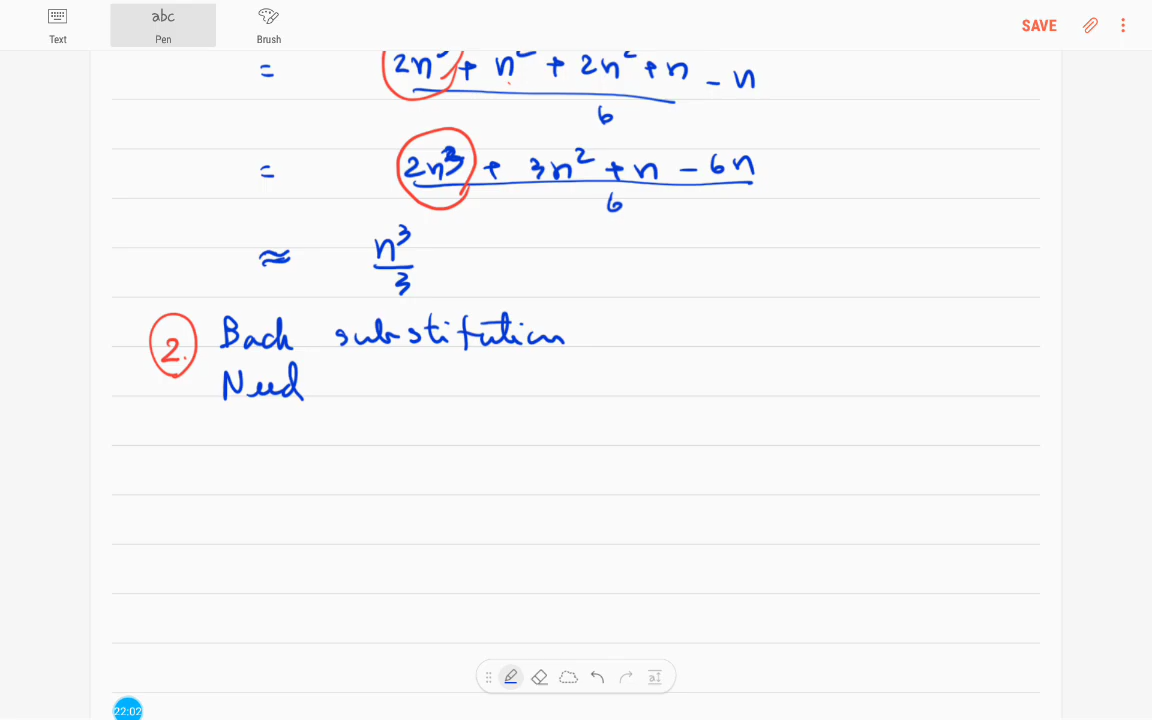 Text abc Pen Brush SAVE
= 2n³ + n² + 2n² + n - n
6
= 2n³ + 3n² + n - 6n
6
≈ n³
3
2. Back substitution
Need
22:02